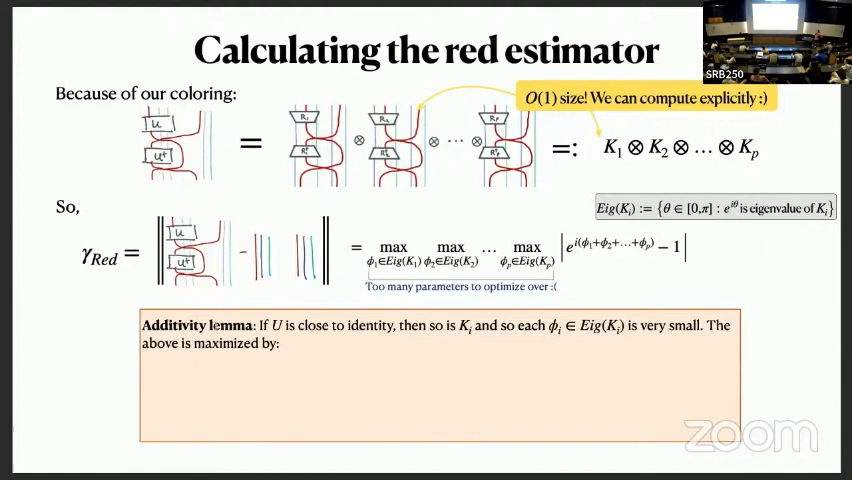 Calculating the red estimator
SRB250
Because of our coloring:
O(1) size! We can compute explicitly :)
U
U†
=
⊗
⊗ ⋯ ⊗
=: K₁ ⊗ K₂ ⊗ … ⊗ Kₚ
So,
Eig(Kᵢ) := {θ ∈ [0,π] : e^{iθ} is eigenvalue of Kᵢ}
γ_Red = ‖ U U† - ‖ = max_{ϕ₁∈Eig(K₁)} max_{ϕ₂∈Eig(K₂)} … max_{ϕₚ∈Eig(Kₚ)} |e^{i(ϕ₁+ϕ₂+…+ϕₚ)} − 1|
Too many parameters to optimize over :(
Additivity lemma: If U is close to identity, then so is Kᵢ and so each ϕᵢ ∈ Eig(Kᵢ) is very small. The
above is maximized by:
zoom